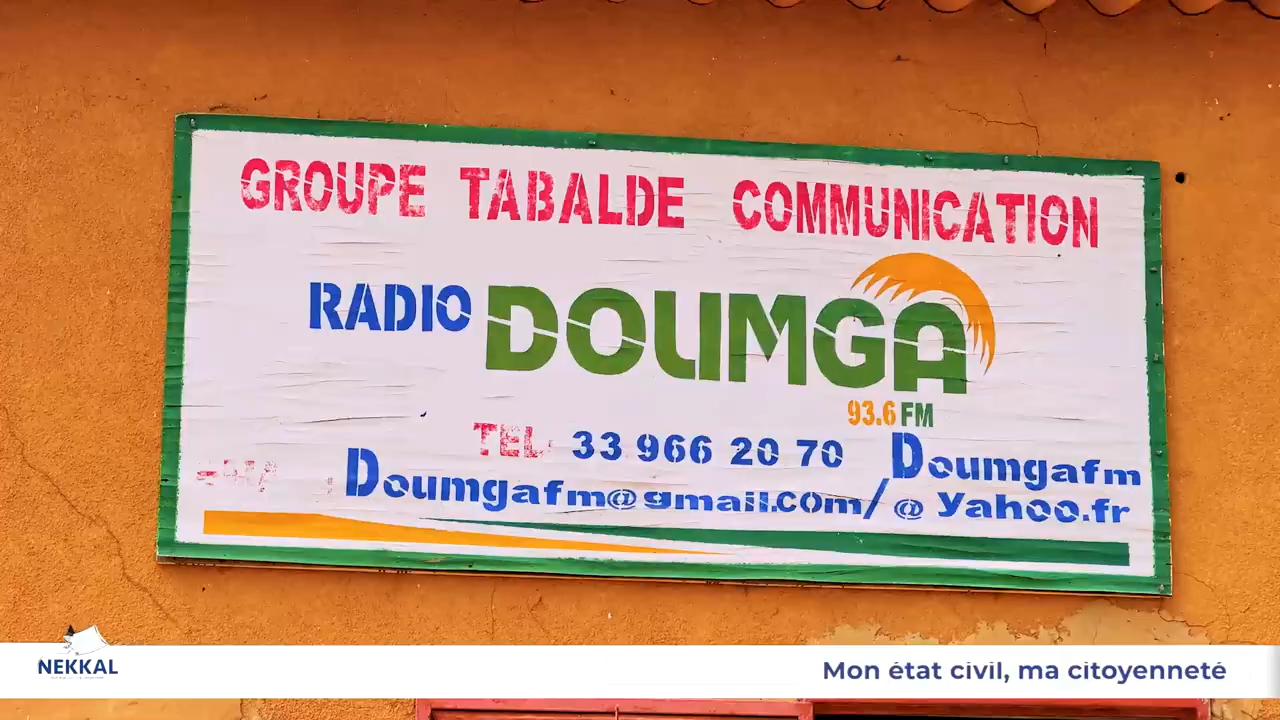 GROUPE TABALDE COMMUNICATION
RADIO DOUMGA
93.6 FM
TEL: 33 966 20 70 Doumgafm
Doumgafm@gmail.com/@yahoo.fr
NEKKAL
Mon état civil, ma citoyenneté